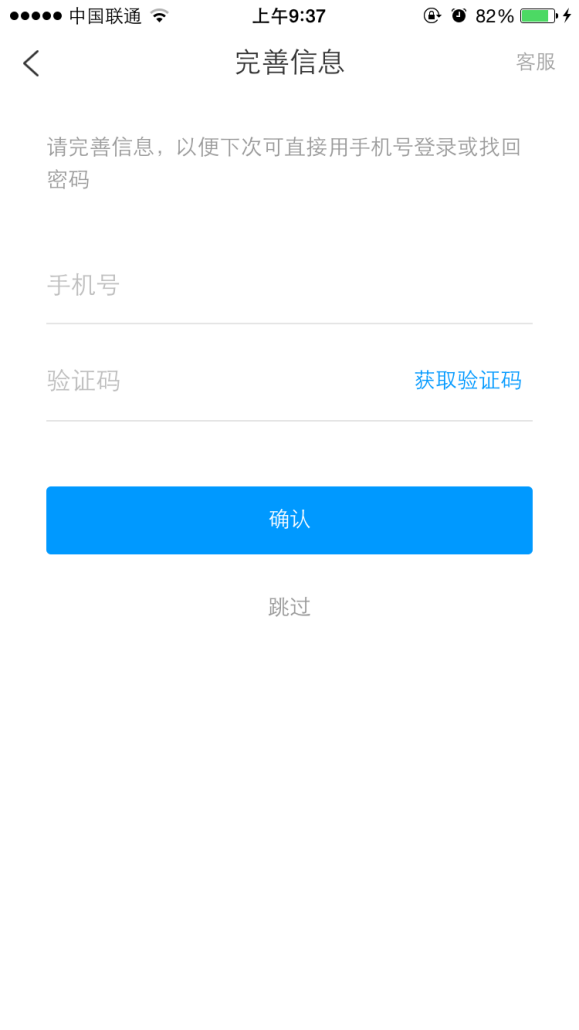 中国联通 上午9:37 82%
完善信息 客服
请完善信息，以便下次可直接用手机号登录或找回
密码
手机号
验证码 获取验证码
确认
跳过